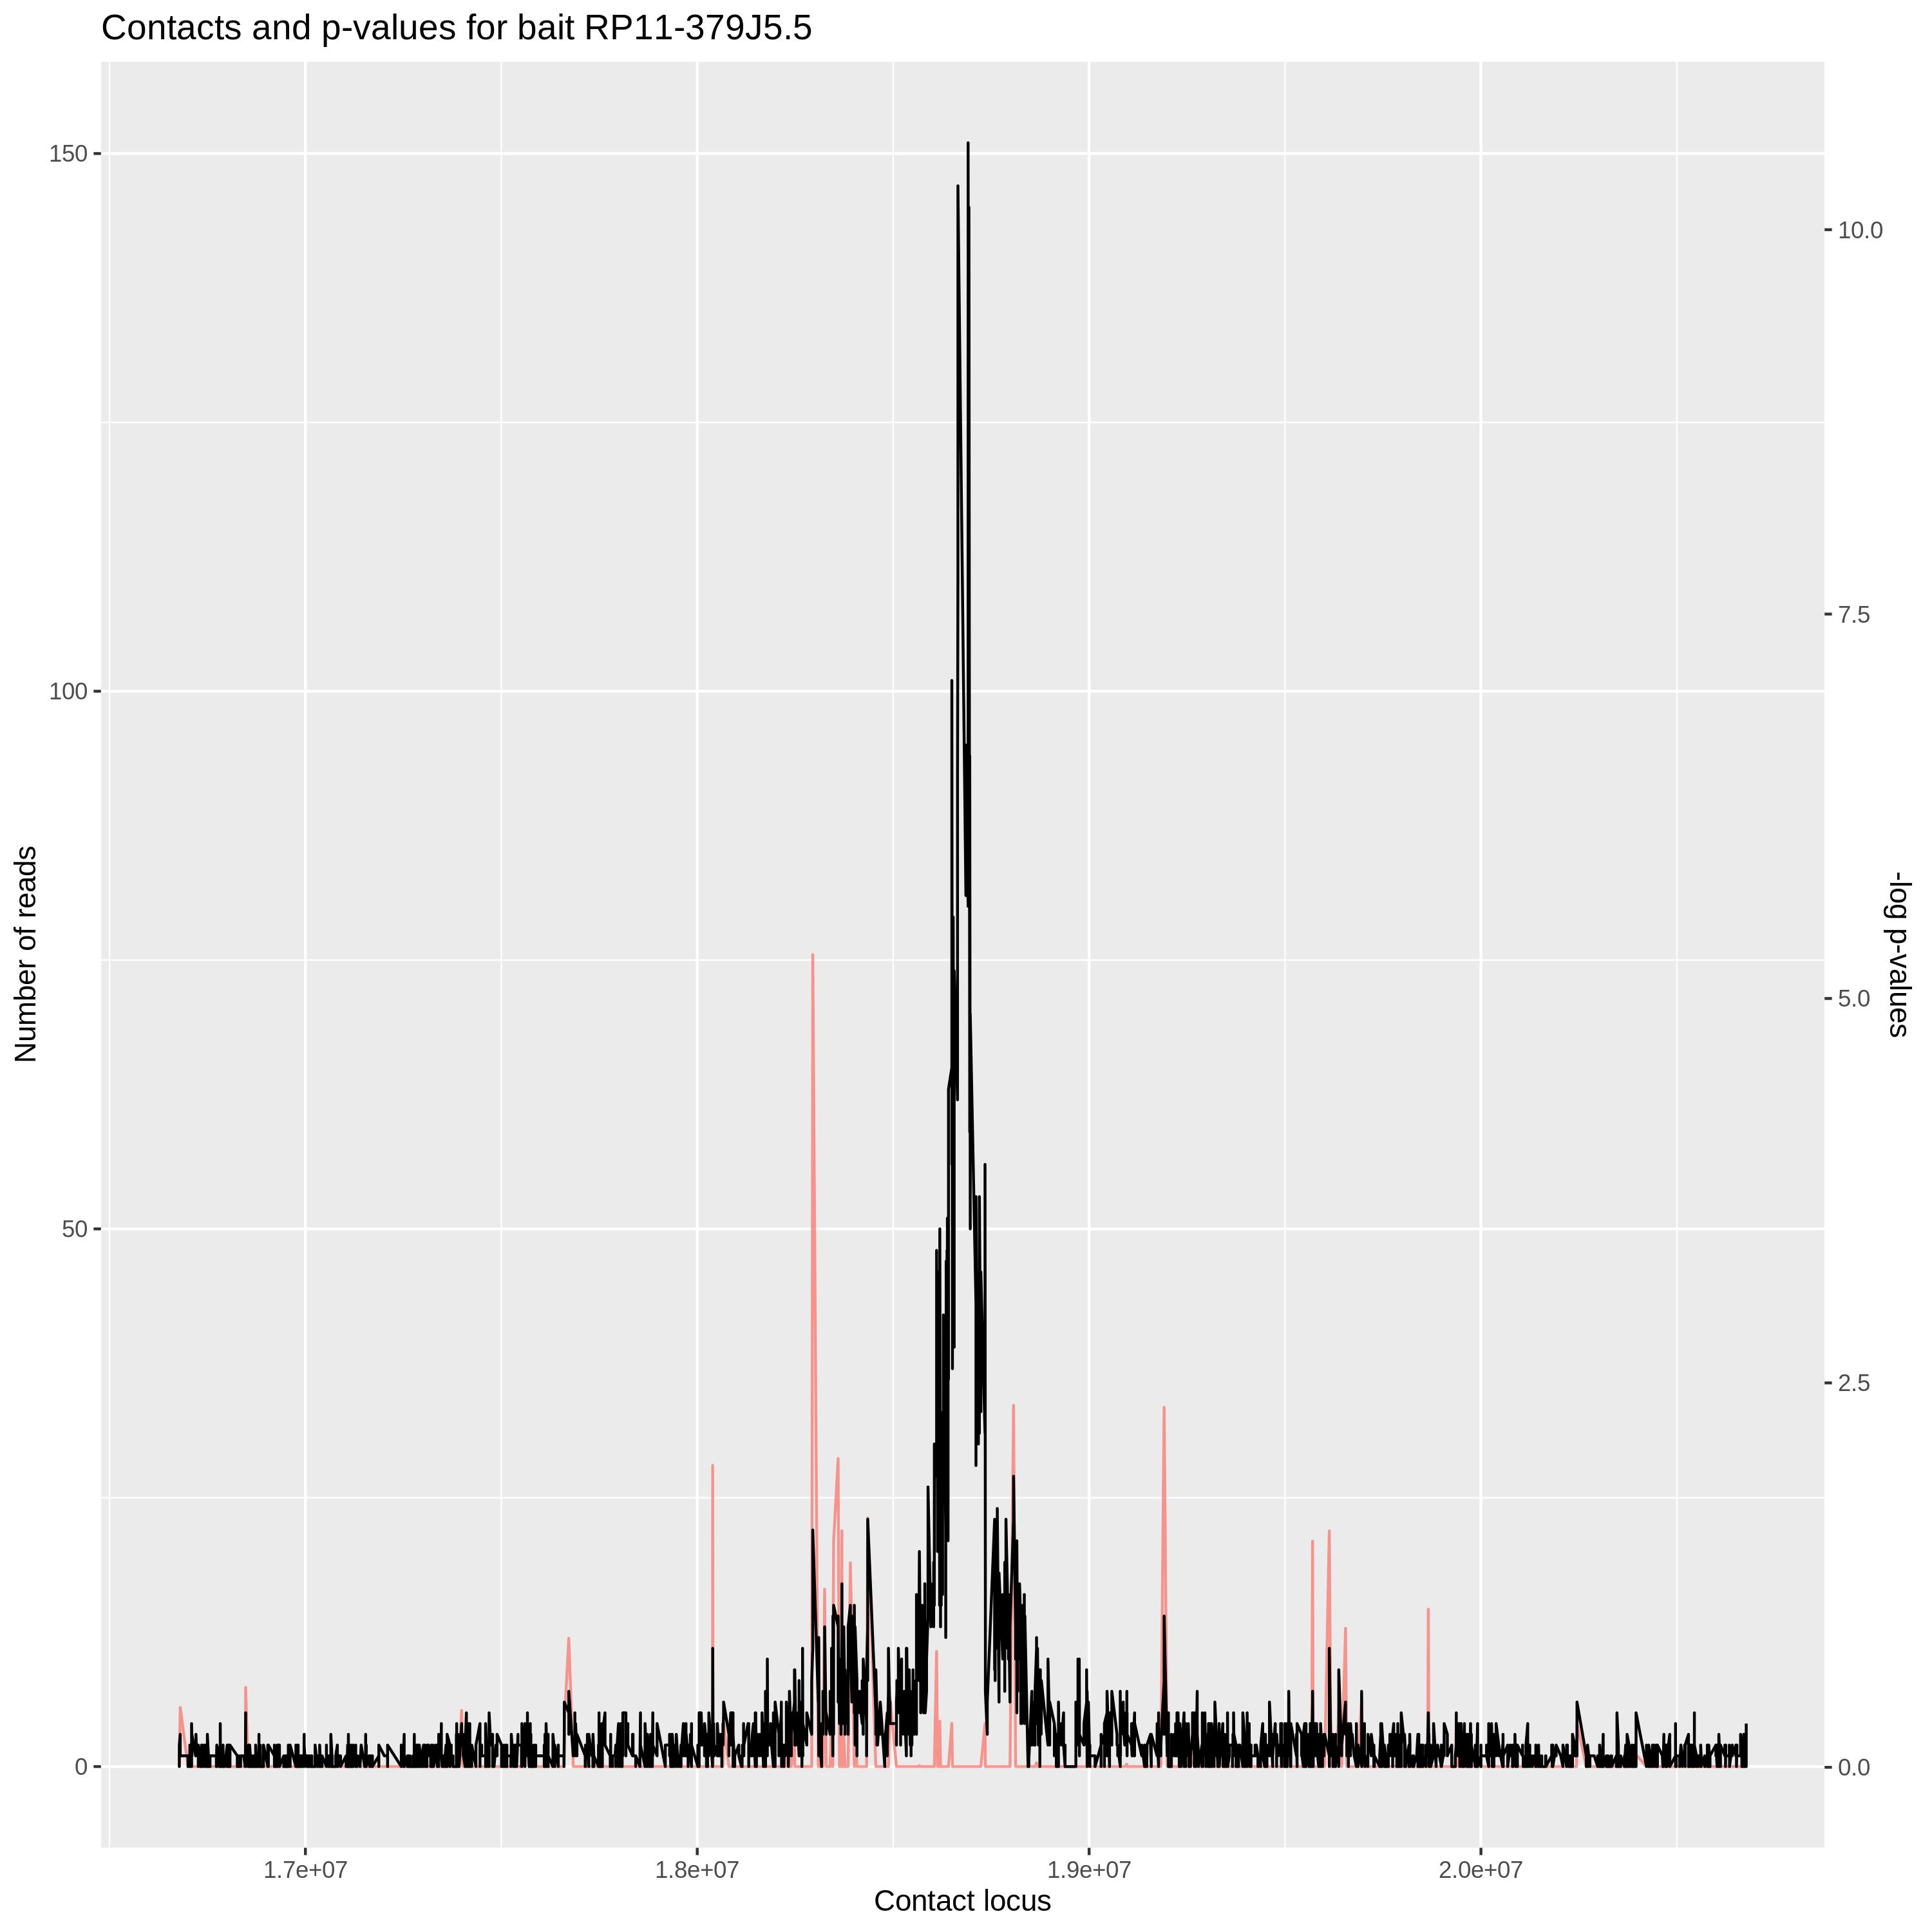 Contacts and p-values for bait RP11-379J5.5
150
100
50
0
Number of reads
10.0
7.5
5.0
2.5
0.0
-log p-values
1.7e+07
1.8e+07
1.9e+07
2.0e+07
Contact locus